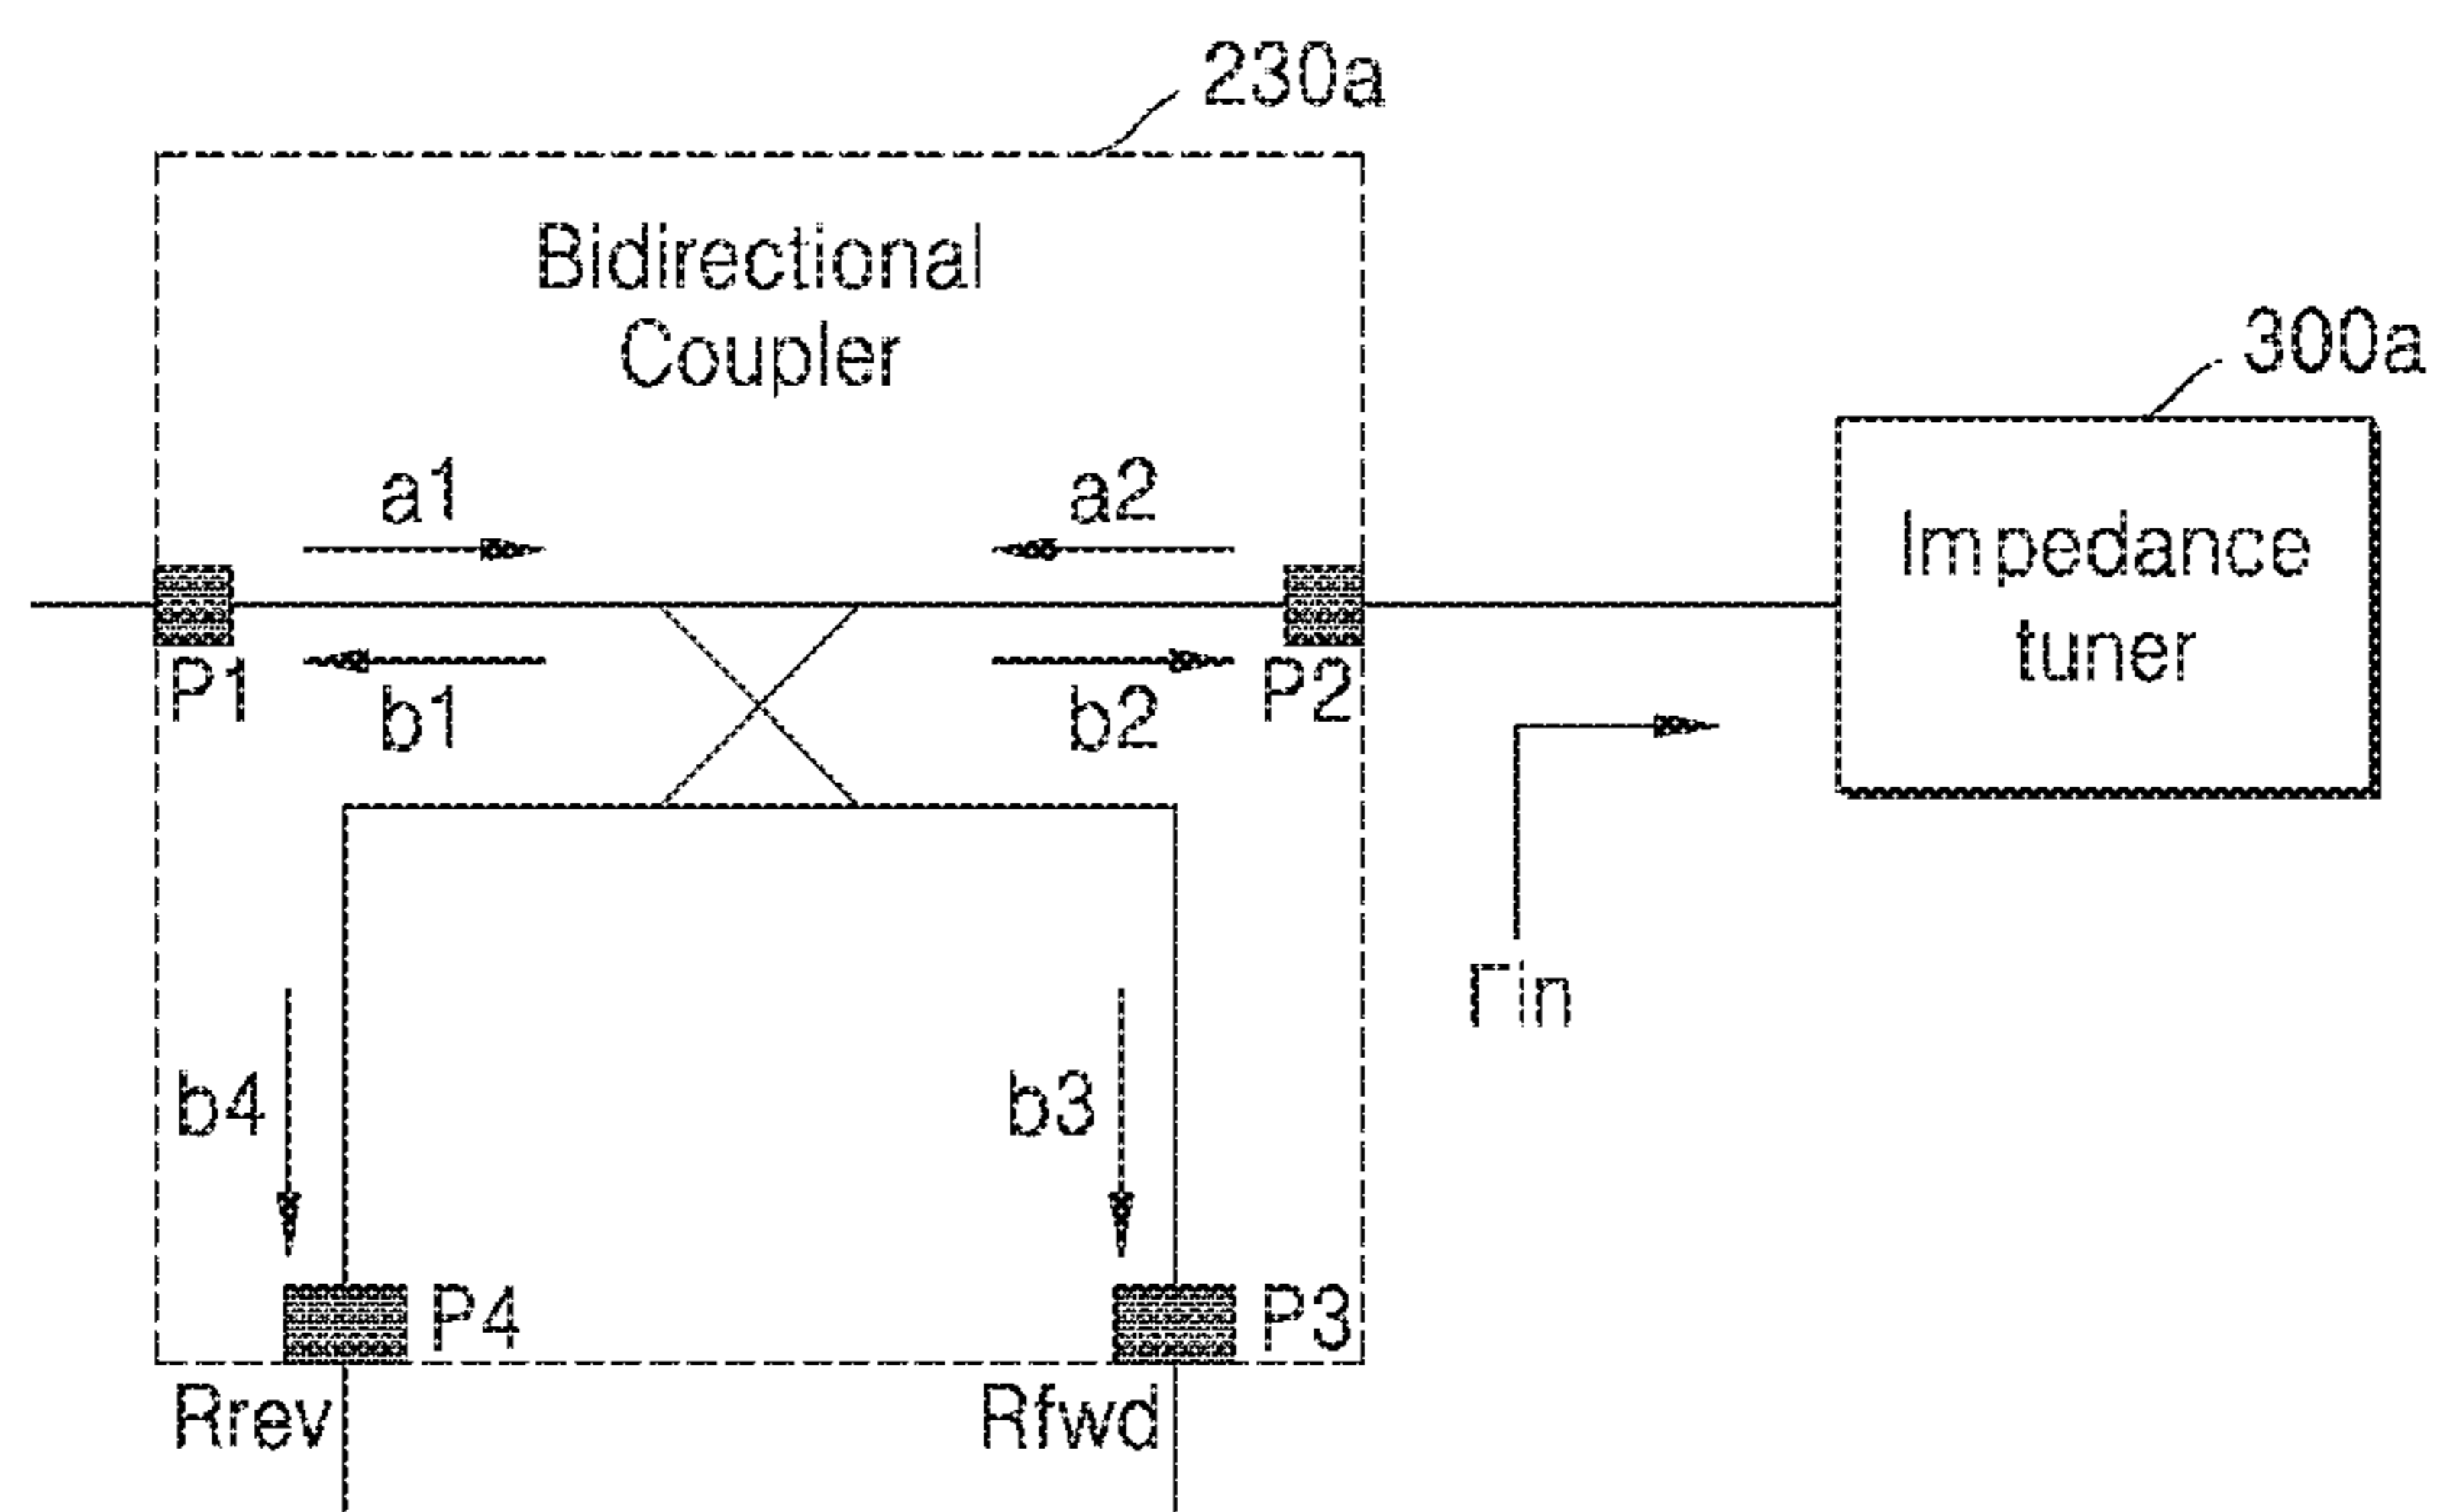 230a
Bidirectional
Coupler
300a
a1
a2
Impedance
tuner
P1
b1
b2
P2
Γin
b4
b3
P4
P3
Rrev
Rfwd